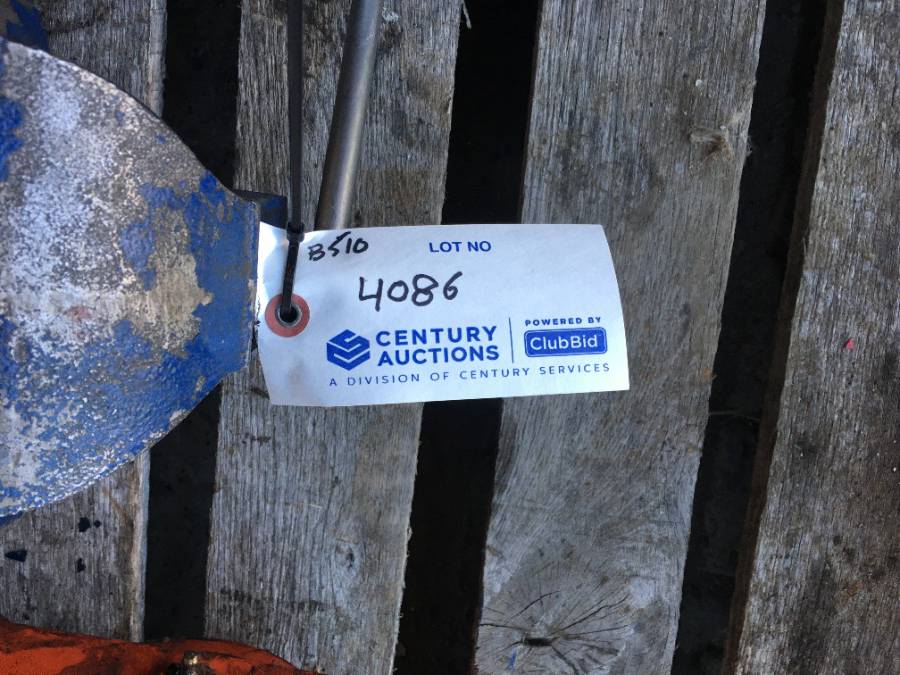 B510 LOT NO
4086
CENTURY AUCTIONS
POWERED BY
ClubBid
A DIVISION OF CENTURY SERVICES